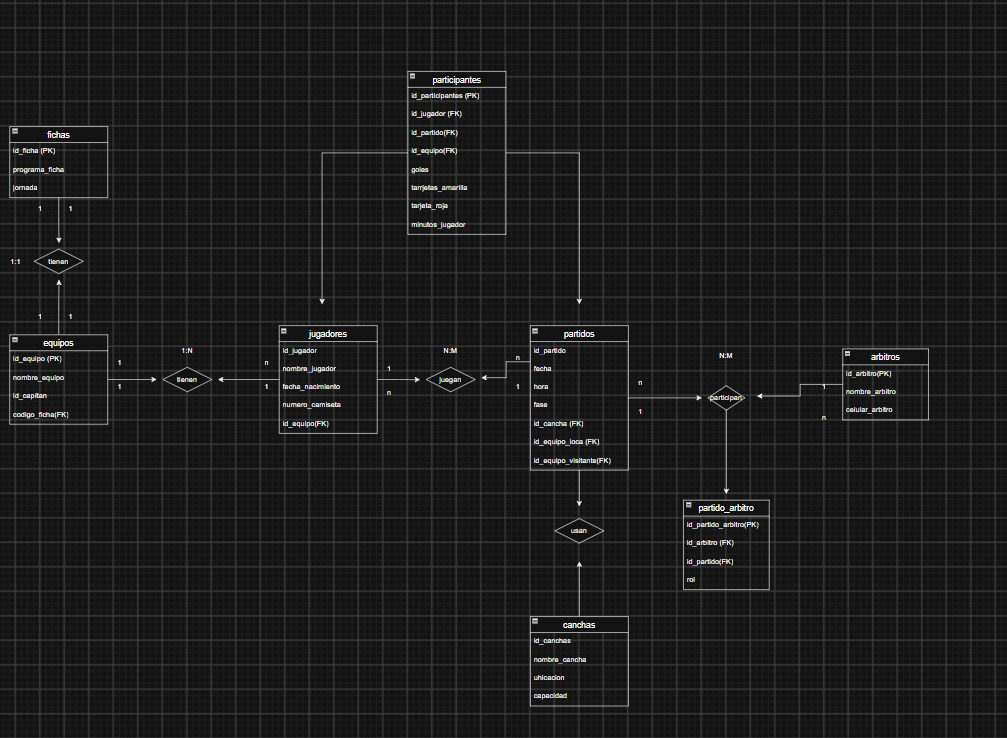 participantes
id_participantes (PK)
id_jugador (FK)
id_partido(FK)
id_equipo(FK)
goles
tarrjetas_amarilla
tarjeta_roja
minutos_jugador
fichas
id_ficha (PK)
programa_ficha
jornada
1 1
1:1
tienen
1 1
equipos
id_equipo (PK)
nombre_equipo
id_capitan
codigo_ficha(FK)
1
1
1:N
tienen
n
1
jugadores
id_jugador
nombre_jugador
fecha_nacimiento
numero_camiseta
id_equipo(FK)
1
n
N:M
juegan
n
1
partidos
id_partido
fecha
hora
fase
id_cancha (FK)
id_equipo_loca (FK)
id_equipo_visitante(FK)
n
1
N:M
participan
1
n
arbitros
id_arbitro(PK)
nombre_arbitro
celular_arbitro
usan
partido_arbitro
id_partido_arbitro(PK)
id_arbitro (FK)
id_partido(FK)
rol
canchas
id_canchas
nombre_cancha
uhicacion
capacidad